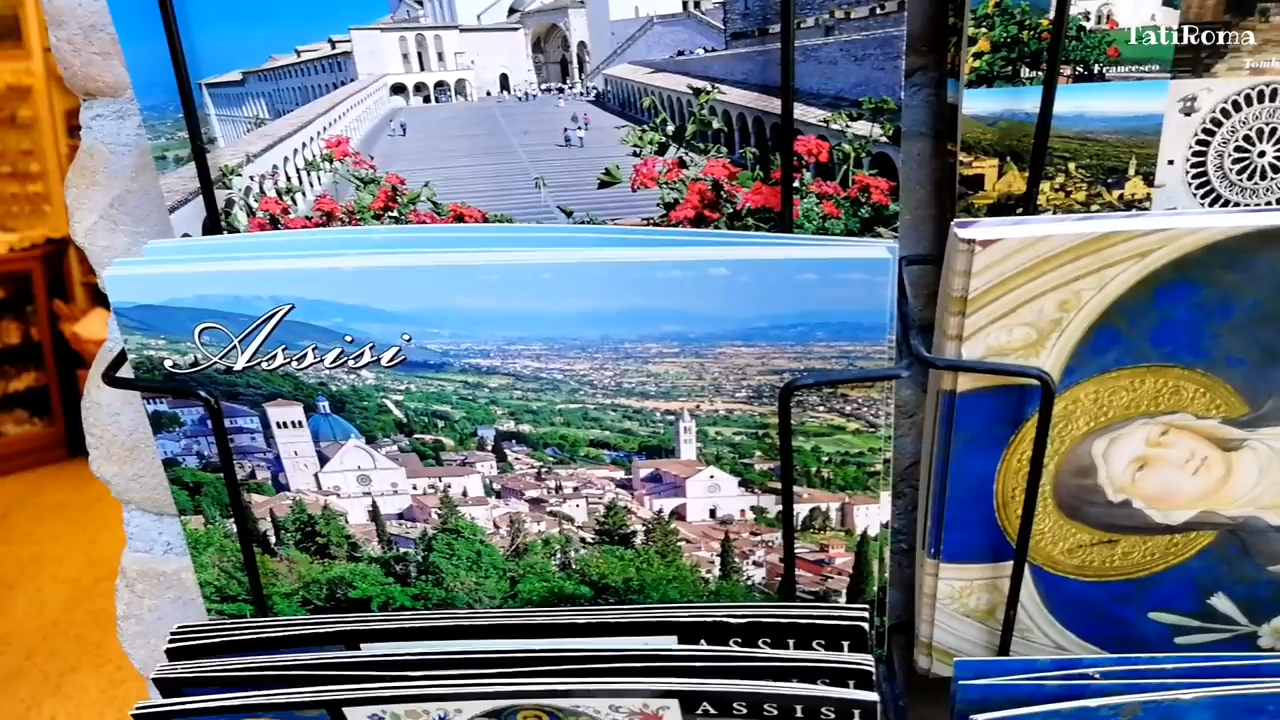 TatiRoma
S. Francesco
Assisi
ASSISI
ASSISI
ASSISI